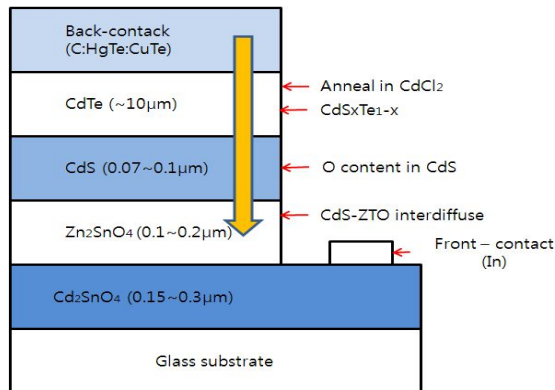 Back-contack
(C:HgTe:CuTe)
CdTe (~10μm)
CdS (0.07~0.1μm)
Zn₂SnO₄ (0.1~0.2μm)
Cd₂SnO₄ (0.15~0.3μm)
Glass substrate
Anneal in CdCl₂
CdSxTe₁-x
O content in CdS
CdS-ZTO interdiffuse
Front – contact
(In)